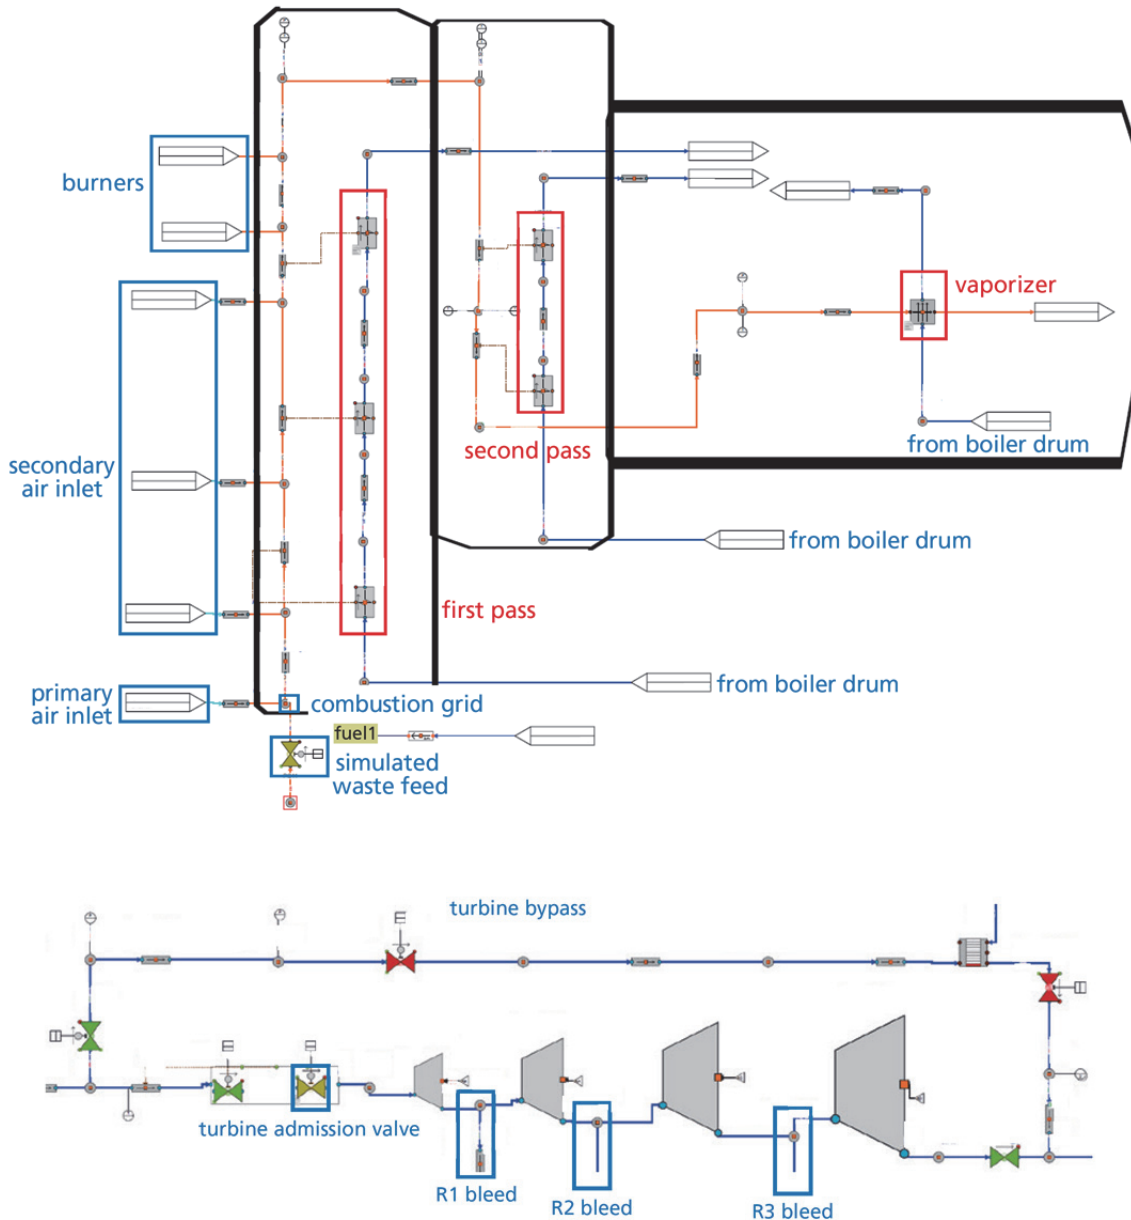 burners
vaporizer
secondary
air inlet
second pass
from boiler drum
from boiler drum
first pass
primary
air inlet
combustion grid
from boiler drum
fuel1
simulated
waste feed
turbine bypass
turbine admission valve
R1 bleed
R2 bleed
R3 bleed